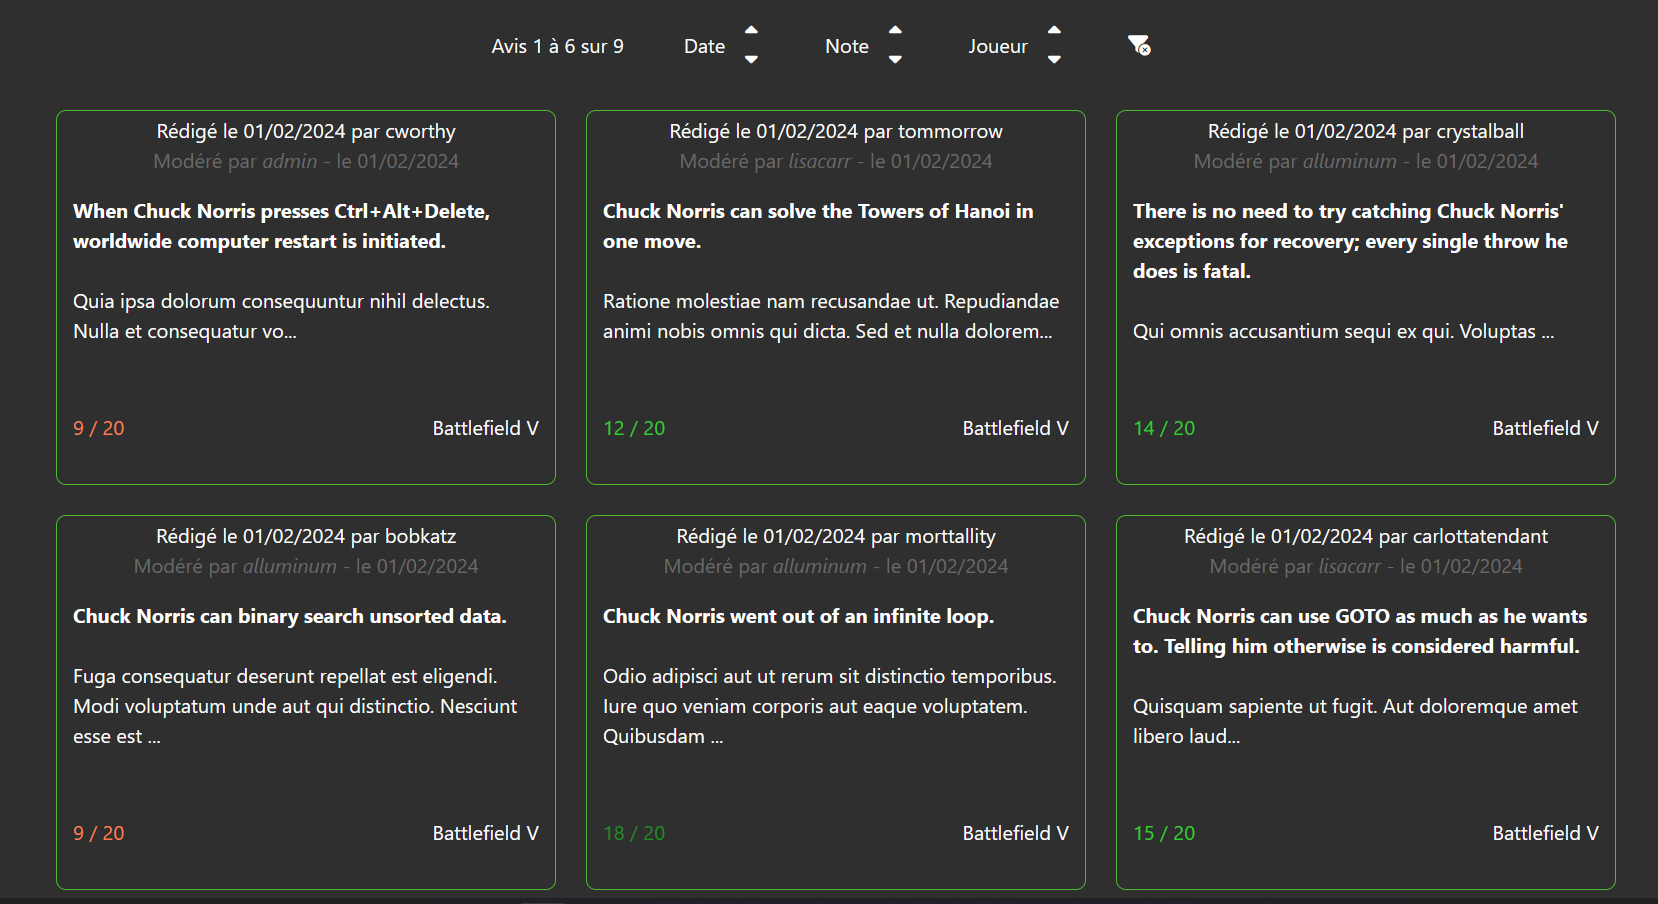 Avis 1 à 6 sur 9 Date Note Joueur
Rédigé le 01/02/2024 par cworthy
Modéré par admin - le 01/02/2024
When Chuck Norris presses Ctrl+Alt+Delete,
worldwide computer restart is initiated.
Quia ipsa dolorum consequuntur nihil delectus.
Nulla et consequatur vo...
9 / 20 Battlefield V
Rédigé le 01/02/2024 par tommorrow
Modéré par lisacarr - le 01/02/2024
Chuck Norris can solve the Towers of Hanoi in
one move.
Ratione molestiae nam recusandae ut. Repudiandae
animi nobis omnis qui dicta. Sed et nulla dolorem...
12 / 20 Battlefield V
Rédigé le 01/02/2024 par crystalball
Modéré par alluminum - le 01/02/2024
There is no need to try catching Chuck Norris'
exceptions for recovery; every single throw he
does is fatal.
Qui omnis accusantium sequi ex qui. Voluptas ...
14 / 20 Battlefield V
Rédigé le 01/02/2024 par bobkatz
Modéré par alluminum - le 01/02/2024
Chuck Norris can binary search unsorted data.
Fuga consequatur deserunt repellat est eligendi.
Modi voluptatum unde aut qui distinctio. Nesciunt
esse est ...
9 / 20 Battlefield V
Rédigé le 01/02/2024 par morttallity
Modéré par alluminum - le 01/02/2024
Chuck Norris went out of an infinite loop.
Odio adipisci aut ut rerum sit distinctio temporibus.
Iure quo veniam corporis aut eaque voluptatem.
Quibusdam ...
18 / 20 Battlefield V
Rédigé le 01/02/2024 par carlottatendant
Modéré par lisacarr - le 01/02/2024
Chuck Norris can use GOTO as much as he wants
to. Telling him otherwise is considered harmful.
Quisquam sapiente ut fugit. Aut doloremque amet
libero laud...
15 / 20 Battlefield V